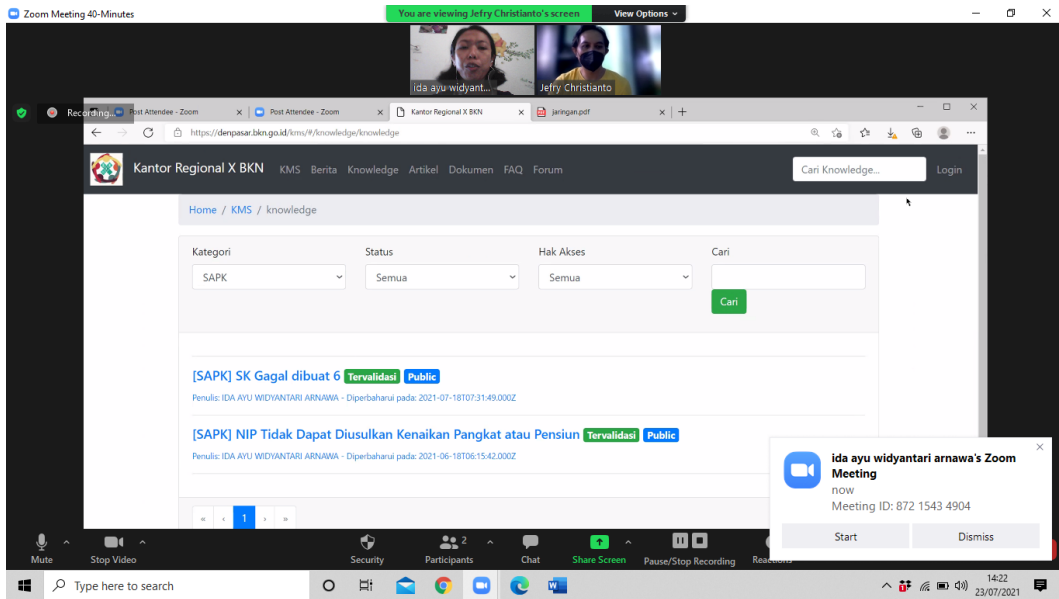 Zoom Meeting 40-Minutes
You are viewing Jefry Christianto's screen
View Options
ida ayu widyant...
Jefry Christianto
Recording...
Post Attendee - Zoom
Post Attendee - Zoom
Kantor Regional X BKN
jaringan.pdf
https://denpasar.bkn.go.id/kms/#/knowledge/knowledge
Kantor Regional X BKN KMS Berita Knowledge Artikel Dokumen FAQ Forum
Cari Knowledge...
Login
Home / KMS / knowledge
Kategori Status Hak Akses Cari
SAPK Semua Semua
Cari
[SAPK] SK Gagal dibuat 6 Tervalidasi Public
Penulis: IDA AYU WIDYANTARI ARNAWA - Diperbaharui pada: 2021-07-18T07:31:49.000Z
[SAPK] NIP Tidak Dapat Diusulkan Kenaikan Pangkat atau Pensiun Tervalidasi Public
Penulis: IDA AYU WIDYANTARI ARNAWA - Diperbaharui pada: 2021-06-18T06:15:42.000Z
« ‹ 1 › »
ida ayu widyantari arnawa's Zoom
Meeting
now
Meeting ID: 872 1543 4904
Start Dismiss
2
Mute Stop Video Security Participants Chat Share Screen Pause/Stop Recording Reactions
Type here to search
14:22
23/07/2021